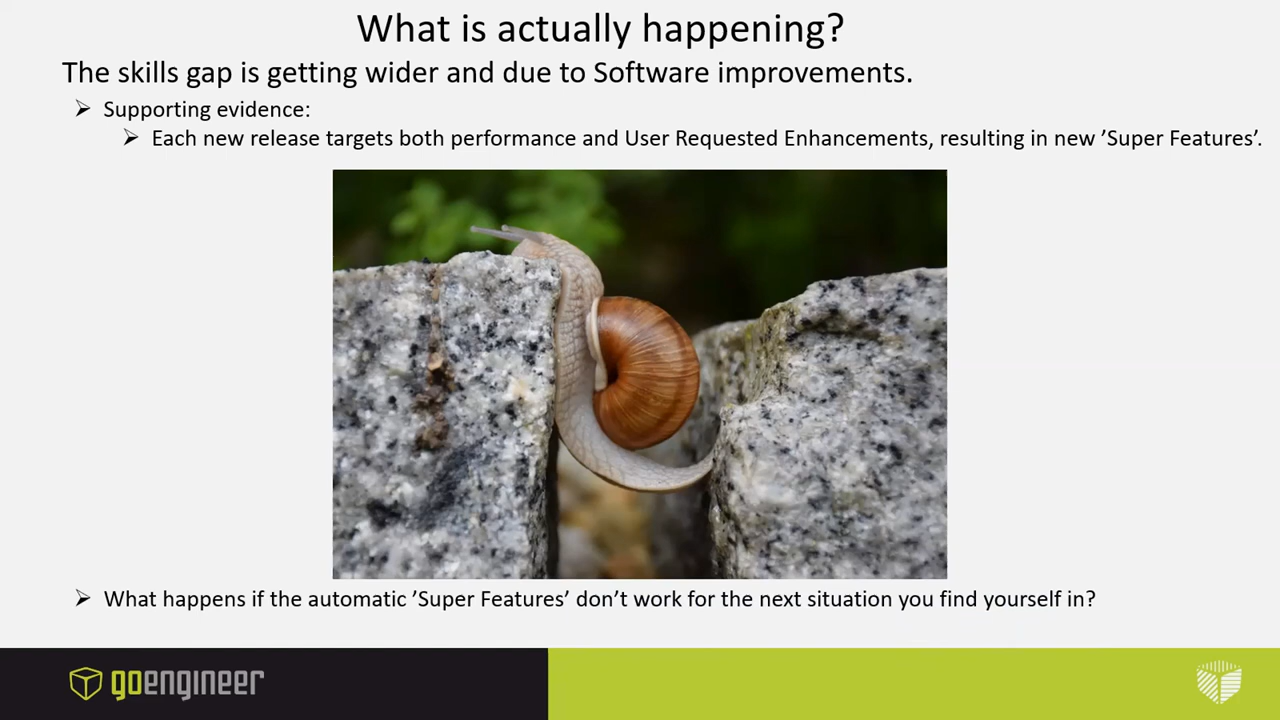 What is actually happening?
The skills gap is getting wider and due to Software improvements.
Supporting evidence:
Each new release targets both performance and User Requested Enhancements, resulting in new ’Super Features’.
What happens if the automatic ’Super Features’ don’t work for the next situation you find yourself in?
goengineer